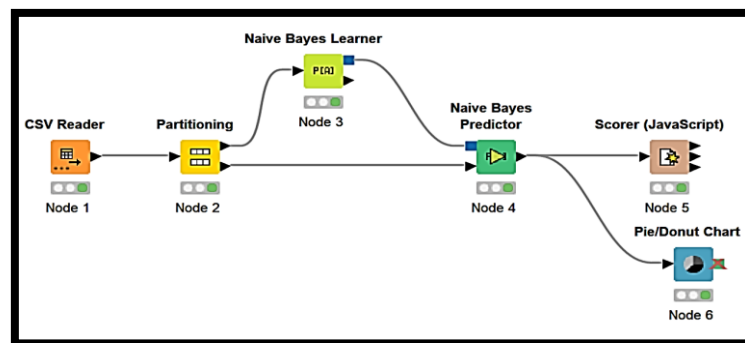 Naive Bayes Learner
P[A]
Node 3
CSV Reader
Node 1
Partitioning
Node 2
Naive Bayes
Predictor
Node 4
Scorer (JavaScript)
Node 5
Pie/Donut Chart
Node 6